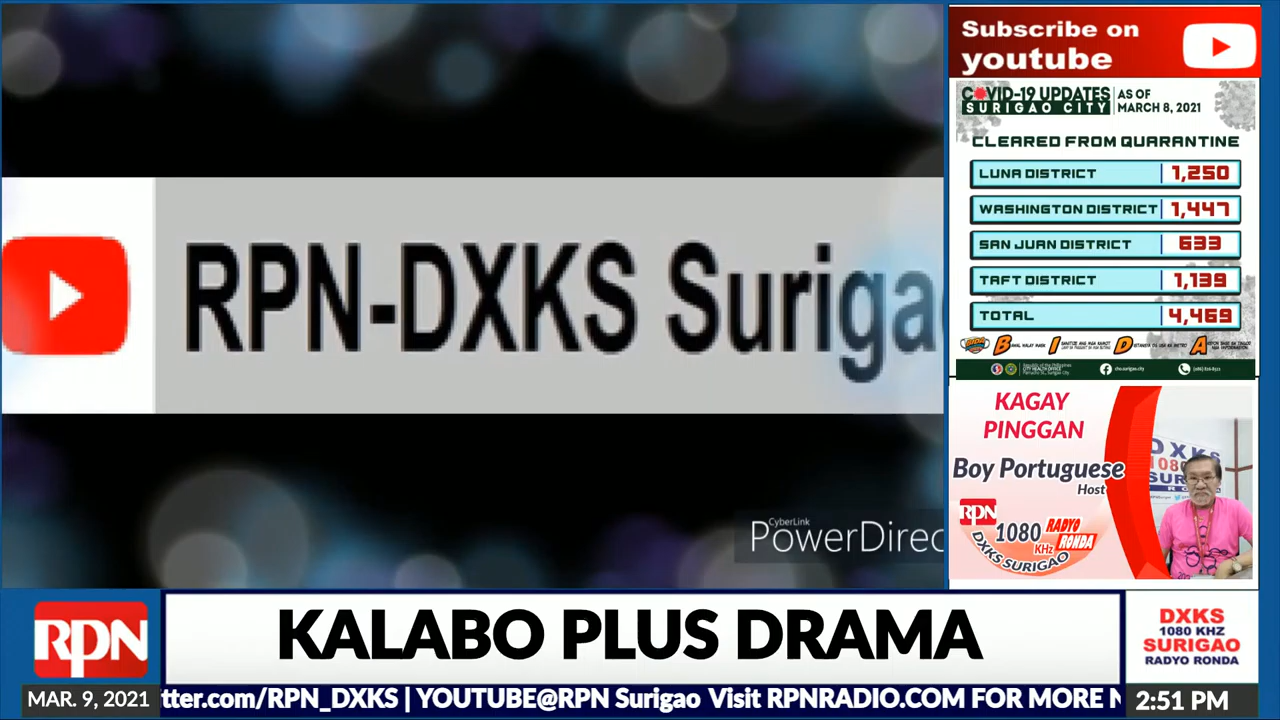 Subscribe on
youtube
COVID-19 UPDATES
SURIGAO CITY
AS OF
MARCH 8, 2021
CLEARED FROM QUARANTINE
LUNA DISTRICT 1,250
WASHINGTON DISTRICT 1,447
SAN JUAN DISTRICT 633
TAFT DISTRICT 1,139
TOTAL 4,469
B I D A
CITY HEALTH OFFICE
RPN-DXKS Suriga
CyberLink
PowerDirec
KAGAY
PINGGAN
Boy Portuguese
Host
RPN
1080
KHz
RADYO
RONDA
DXKS SURIGAO
DXKS
RPN
KALABO PLUS DRAMA
DXKS
1080 KHZ
SURIGAO
RADYO RONDA
MAR. 9, 2021
tter.com/RPN_DXKS | YOUTUBE@RPN Surigao Visit RPNRADIO.COM FOR MORE N
2:51 PM